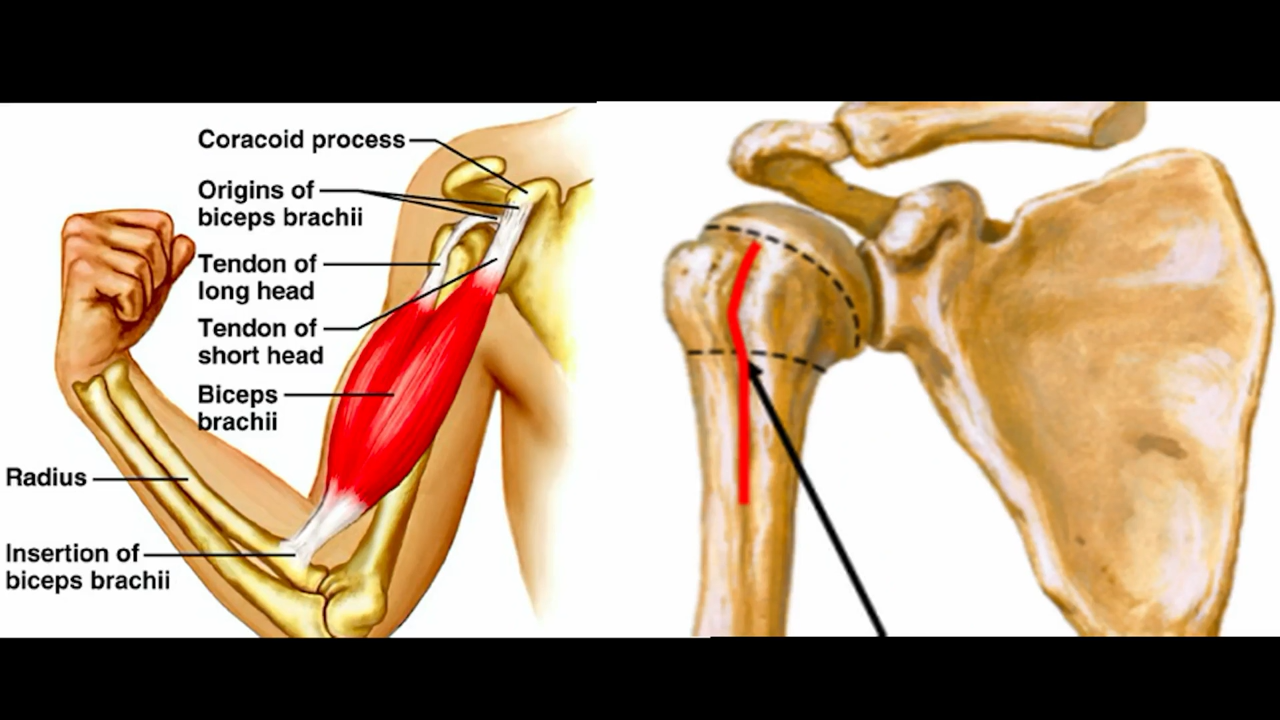 Coracoid process
Origins of
biceps brachii
Tendon of
long head
Tendon of
short head
Biceps
brachii
Radius
Insertion of
biceps brachii